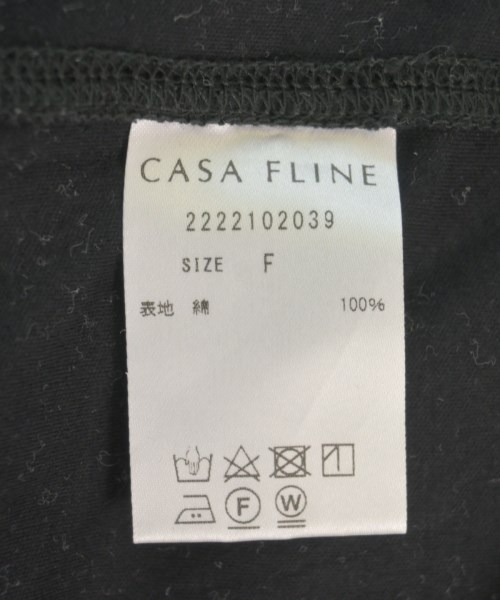 CASA FLINE
2222102039
SIZE F
表地 綿 100%
F W